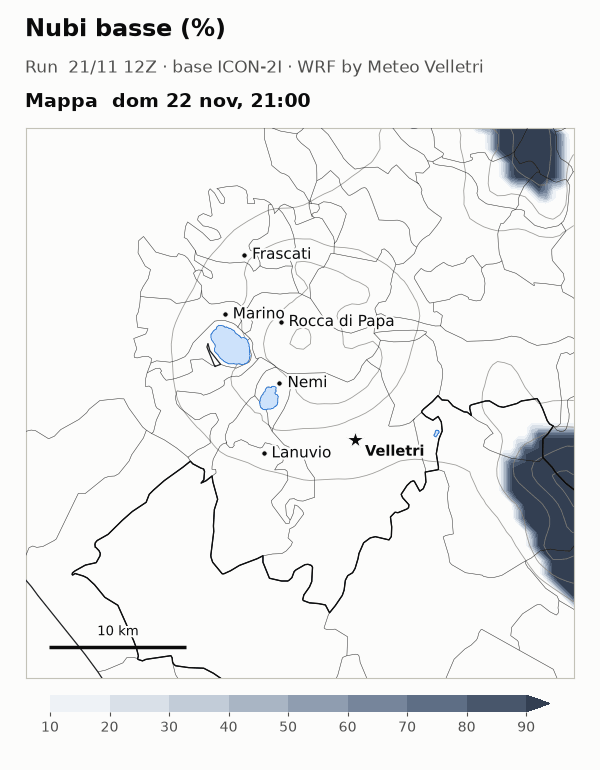 Nubi basse (%)
Run  21/11 12Z · base ICON-2I · WRF by Meteo Velletri
Mappa  dom 22 nov, 21:00
Frascati
Marino
Rocca di Papa
Nemi
Velletri
Lanuvio
10 km
10 20 30 40 50 60 70 80 90